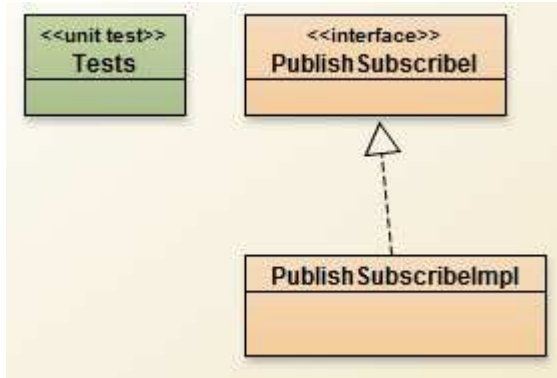 <<unit test>>
Tests
<<interface>>
PublishSubscribeI
PublishSubscribeImpl